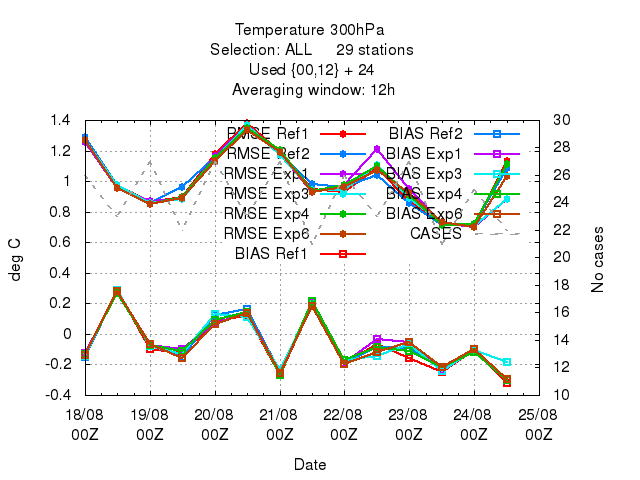 Temperature 300hPa
Selection: ALL 29 stations
Used {00,12} + 24
Averaging window: 12h
1.4
1.2
1
0.8
0.6
0.4
0.2
0
-0.2
-0.4
deg C
30
28
26
24
22
20
18
16
14
12
10
No cases
RMSE Ref1
RMSE Ref2
RMSE Exp1
RMSE Exp3
RMSE Exp4
RMSE Exp6
BIAS Ref1
BIAS Ref2
BIAS Exp1
BIAS Exp3
BIAS Exp4
BIAS Exp6
CASES
18/08 19/08 20/08 21/08 22/08 23/08 24/08 25/08
00Z 00Z 00Z 00Z 00Z 00Z 00Z 00Z
Date